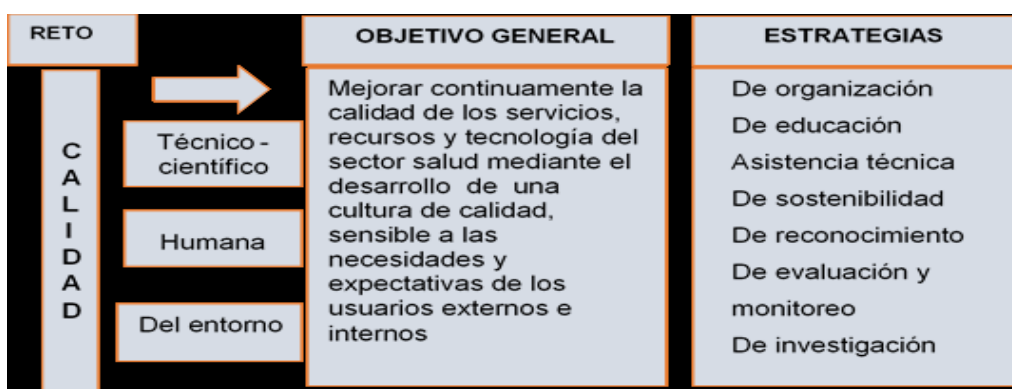 RETO
CALIDAD
Técnico -
científico
Humana
Del entorno
OBJETIVO GENERAL
Mejorar continuamente la
calidad de los servicios,
recursos y tecnología del
sector salud mediante el
desarrollo de una
cultura de calidad,
sensible a las
necesidades y
expectativas de los
usuarios externos e
internos
ESTRATEGIAS
De organización
De educación
Asistencia técnica
De sostenibilidad
De reconocimiento
De evaluación y
monitoreo
De investigación